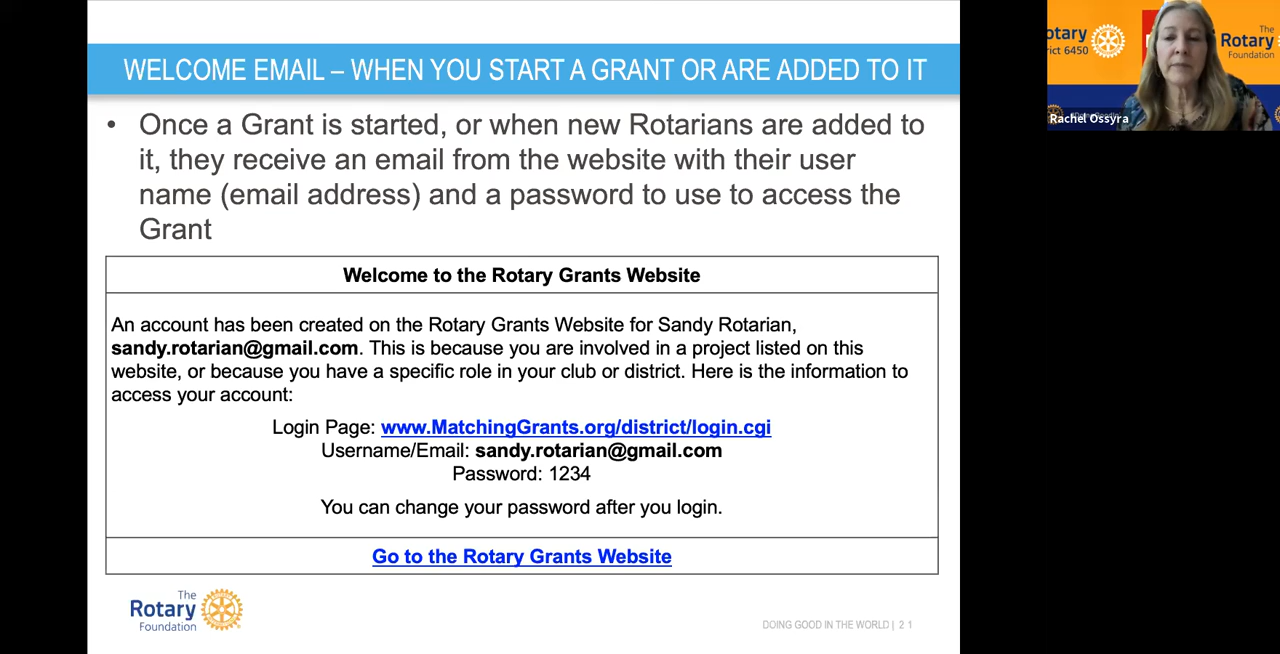 WELCOME EMAIL – WHEN YOU START A GRANT OR ARE ADDED TO IT
• Once a Grant is started, or when new Rotarians are added to
it, they receive an email from the website with their user
name (email address) and a password to use to access the
Grant
Welcome to the Rotary Grants Website
An account has been created on the Rotary Grants Website for Sandy Rotarian,
sandy.rotarian@gmail.com. This is because you are involved in a project listed on this
website, or because you have a specific role in your club or district. Here is the information to
access your account:
Login Page: www.MatchingGrants.org/district/login.cgi
Username/Email: sandy.rotarian@gmail.com
Password: 1234
You can change your password after you login.
Go to the Rotary Grants Website
The
Rotary
Foundation
DOING GOOD IN THE WORLD | 21
otary
rict 6450
The
Rotary
Foundation
Rachel Ossyra